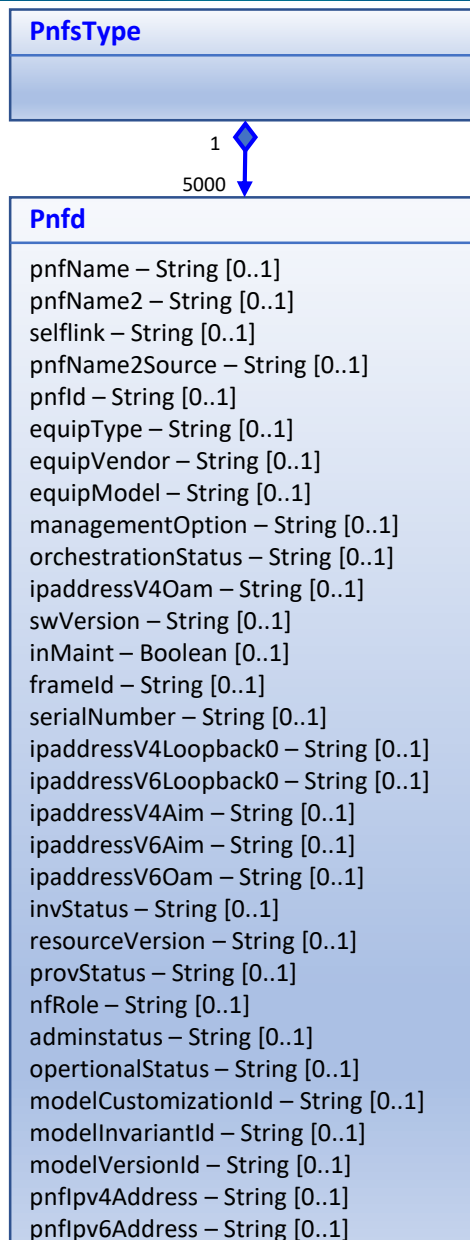 PnfsType
1
5000
Pnfd
pnfName – String [0..1]
pnfName2 – String [0..1]
selflink – String [0..1]
pnfName2Source – String [0..1]
pnfId – String [0..1]
equipType – String [0..1]
equipVendor – String [0..1]
equipModel – String [0..1]
managementOption – String [0..1]
orchestrationStatus – String [0..1]
ipaddressV4Oam – String [0..1]
swVersion – String [0..1]
inMaint – Boolean [0..1]
frameId – String [0..1]
serialNumber – String [0..1]
ipaddressV4Loopback0 – String [0..1]
ipaddressV6Loopback0 – String [0..1]
ipaddressV4Aim – String [0..1]
ipaddressV6Aim – String [0..1]
ipaddressV6Oam – String [0..1]
invStatus – String [0..1]
resourceVersion – String [0..1]
provStatus – String [0..1]
nfRole – String [0..1]
adminstatus – String [0..1]
opertionalStatus – String [0..1]
modelCustomizationId – String [0..1]
modelInvariantId – String [0..1]
modelVersionId – String [0..1]
pnfIpv4Address – String [0..1]
pnfIpv6Address – String [0..1]